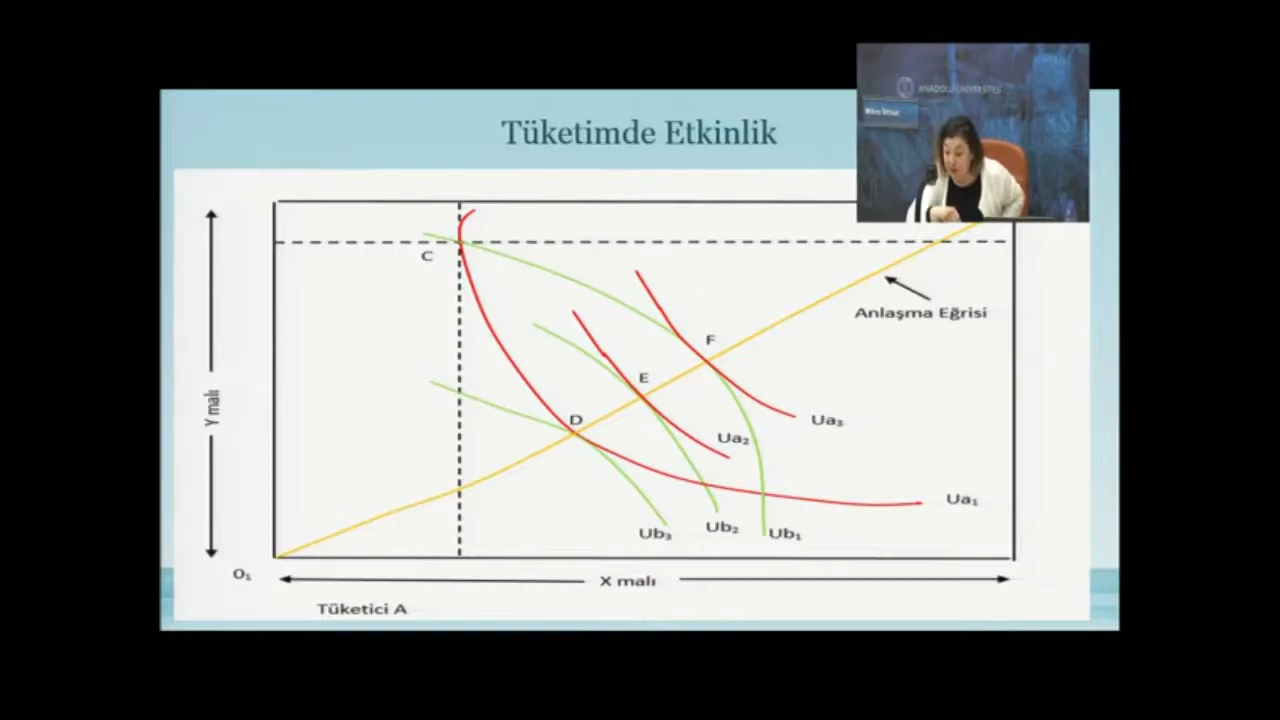 Tüketimde Etkinlik
ANADOLU ÜNİVERSİTESİ
C
F
Anlaşma Eğrisi
E
Y malı
D
Ua₃
Ua₂
Ua₁
Ub₃
Ub₂
Ub₁
O₁
X malı
Tüketici A